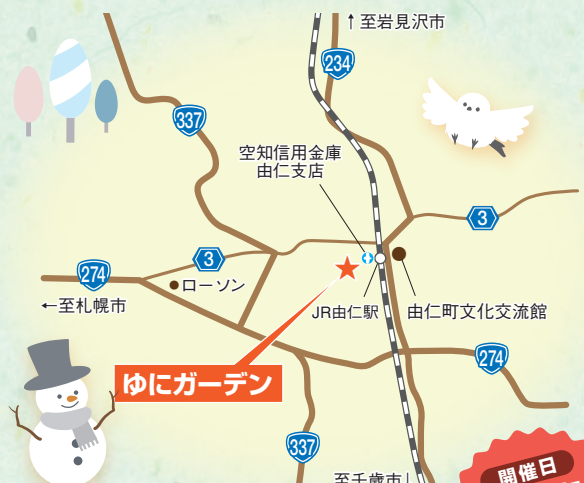 ↑至岩見沢市
234
337
空知信用金庫
由仁支店
3
3
274
ローソン
←至札幌市
JR由仁駅
由仁町文化交流館
ゆにガーデン
274
337
至千歳市↓
開催日